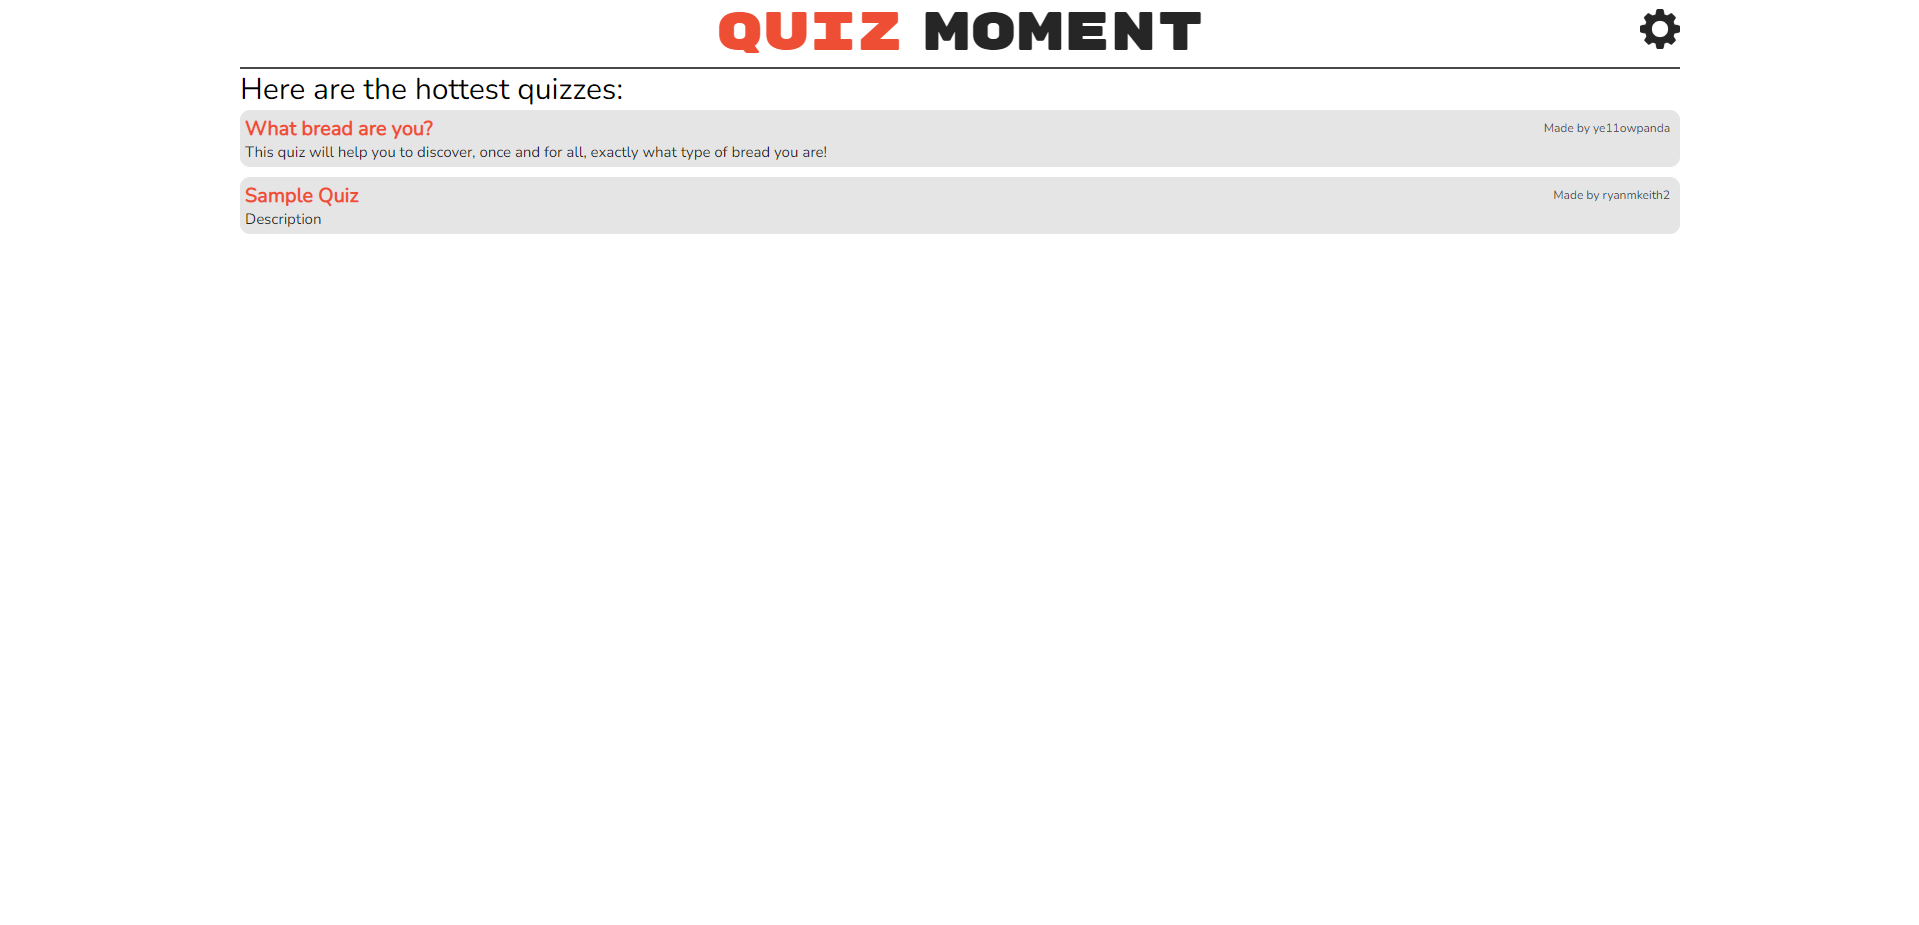 QUIZ MOMENT
Here are the hottest quizzes:
What bread are you?
Made by ye11owpanda
This quiz will help you to discover, once and for all, exactly what type of bread you are!
Sample Quiz
Made by ryanmkeith2
Description